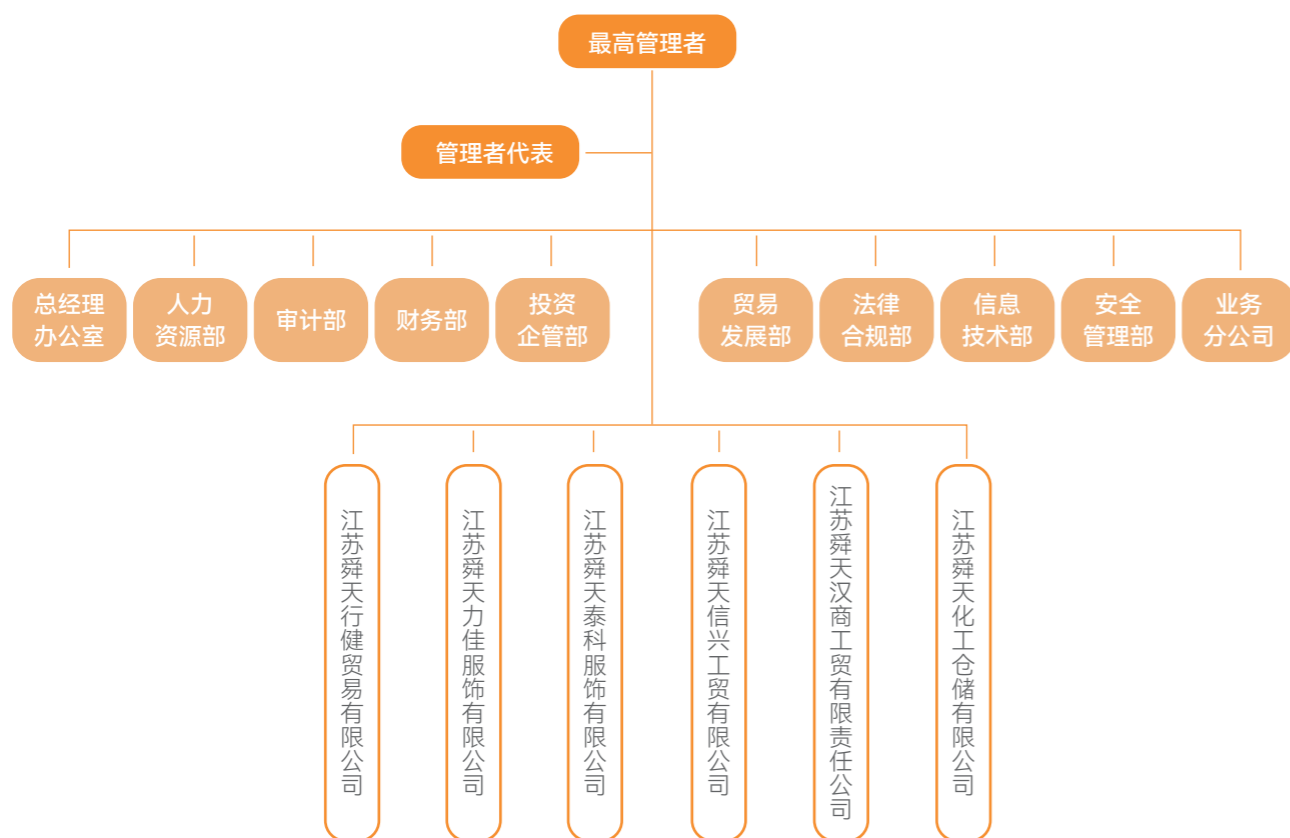 最高管理者
管理者代表
总经理
办公室
人力
资源部
审计部
财务部
投资
企管部
贸易
发展部
法律
合规部
信息
技术部
安全
管理部
业务
分公司
江苏舜天行健贸易有限公司
江苏舜天力佳服饰有限公司
江苏舜天泰科服饰有限公司
江苏舜天信兴工贸有限公司
江苏舜天汉商工贸有限责任公司
江苏舜天化工仓储有限公司